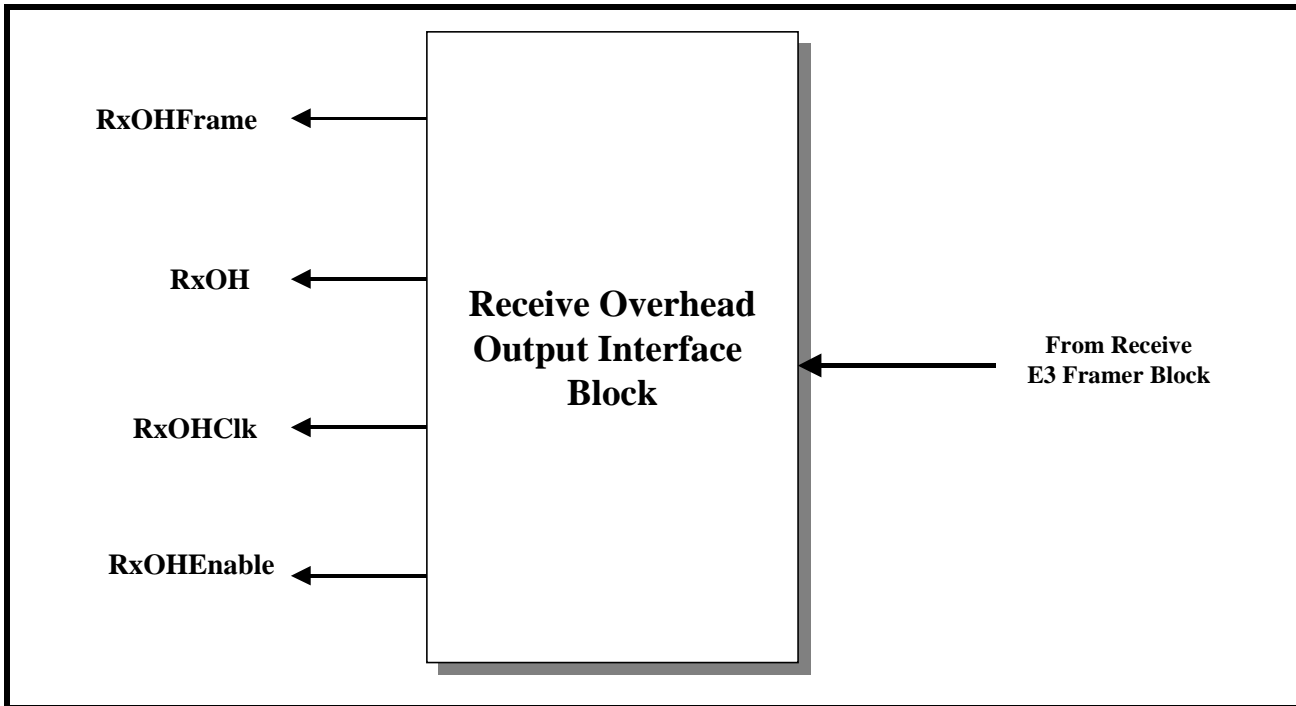 RxOHFrame
RxOH
RxOHClk
RxOHEnable
Receive Overhead
Output Interface
Block
From Receive
E3 Framer Block